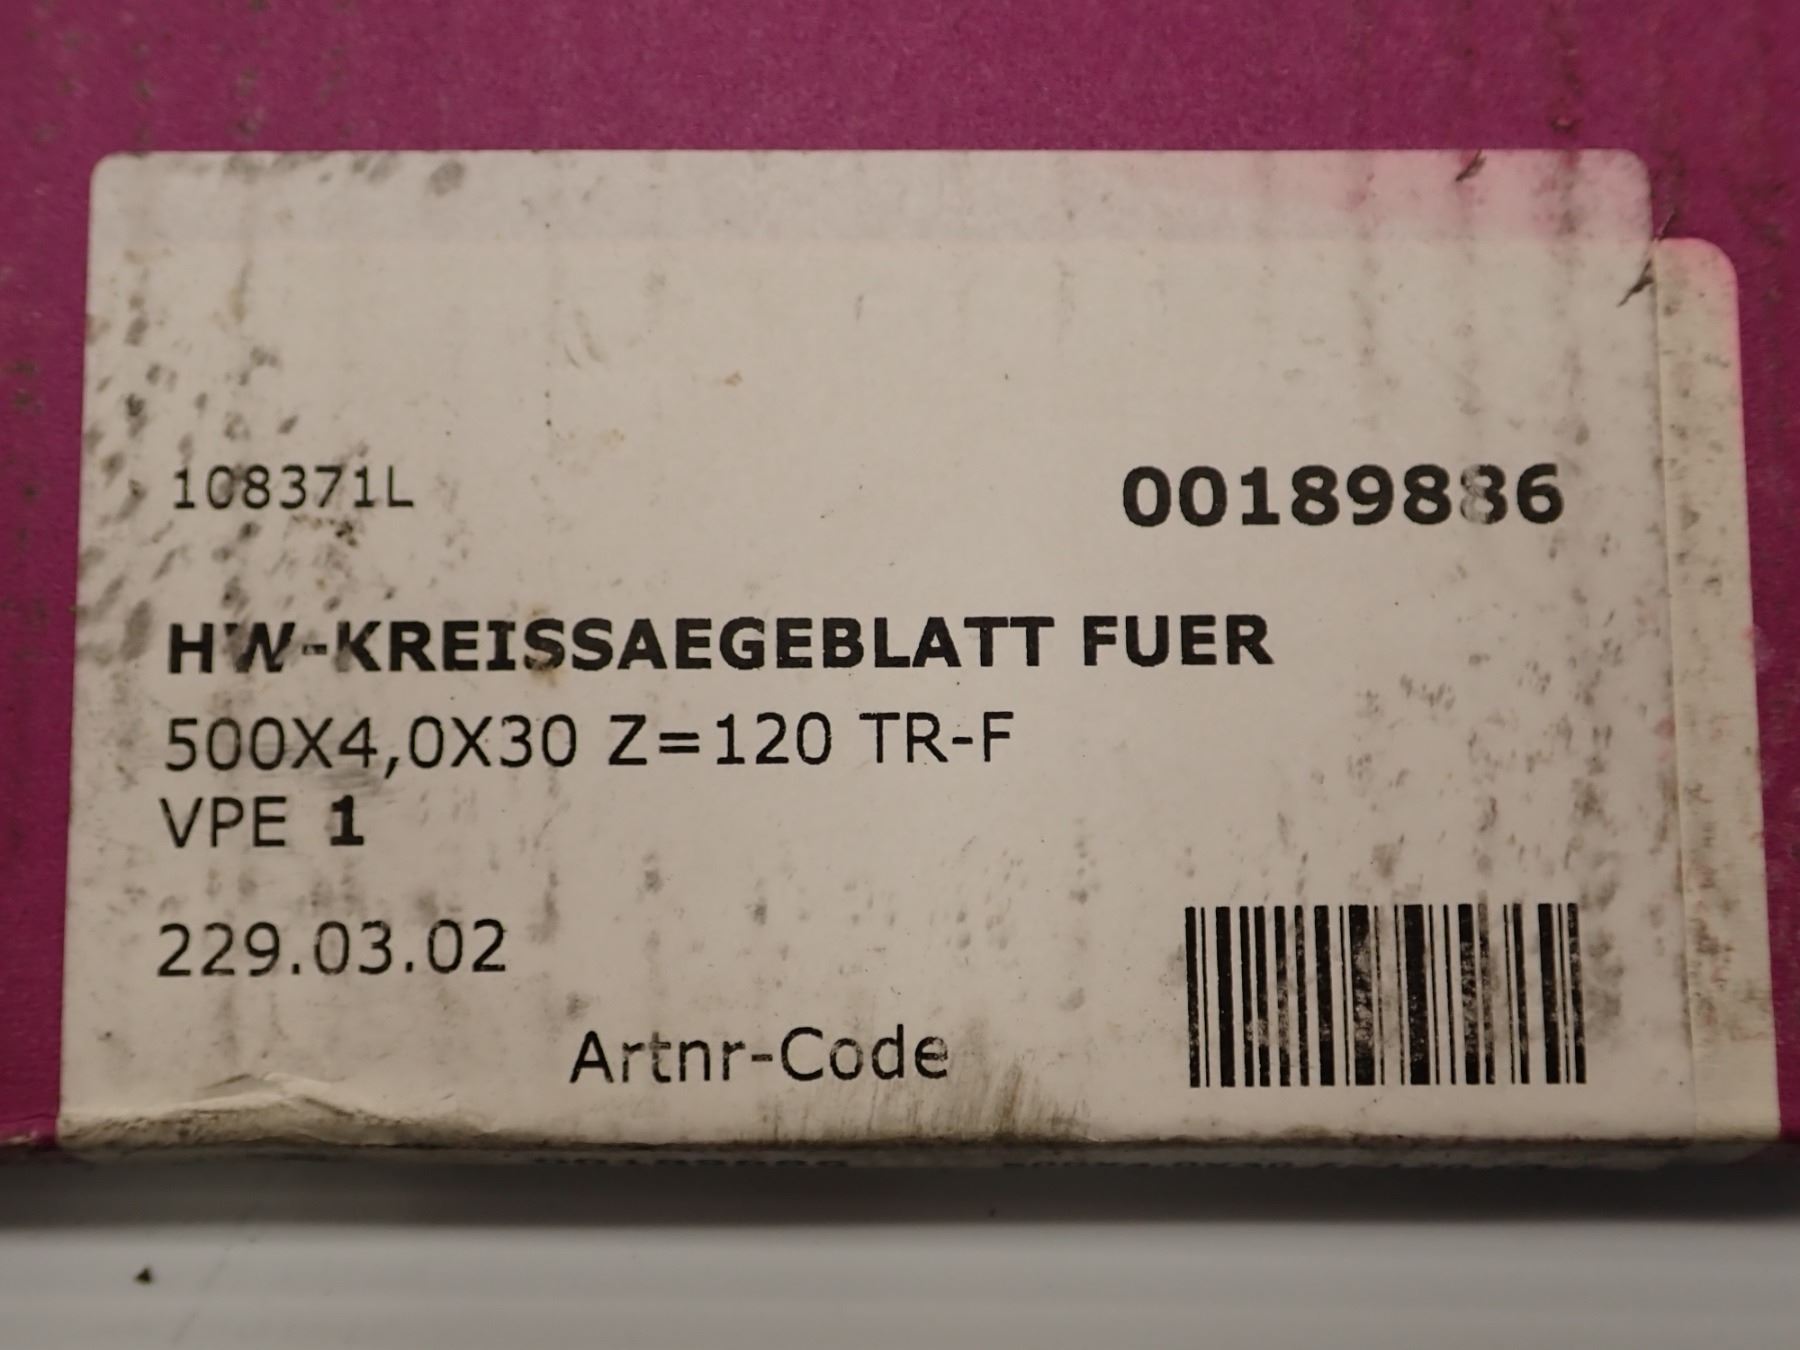 108371L
00189886
HW-KREISSAEGEBLATT FUER
500X4,0X30 Z=120 TR-F
VPE 1
229.03.02
Artnr-Code